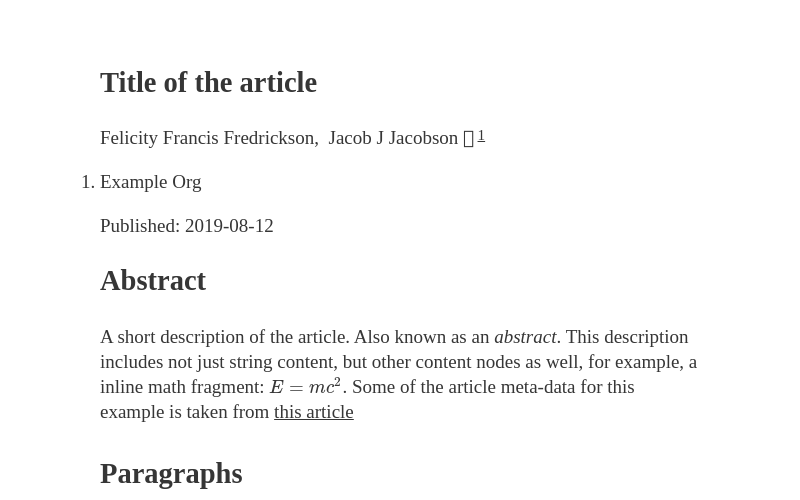 Title of the article
Felicity Francis Fredrickson, Jacob J Jacobson 1
1. Example Org
Published: 2019-08-12
Abstract
A short description of the article. Also known as an abstract. This description
includes not just string content, but other content nodes as well, for example, a
inline math fragment: E = mc². Some of the article meta-data for this
example is taken from this article
Paragraphs